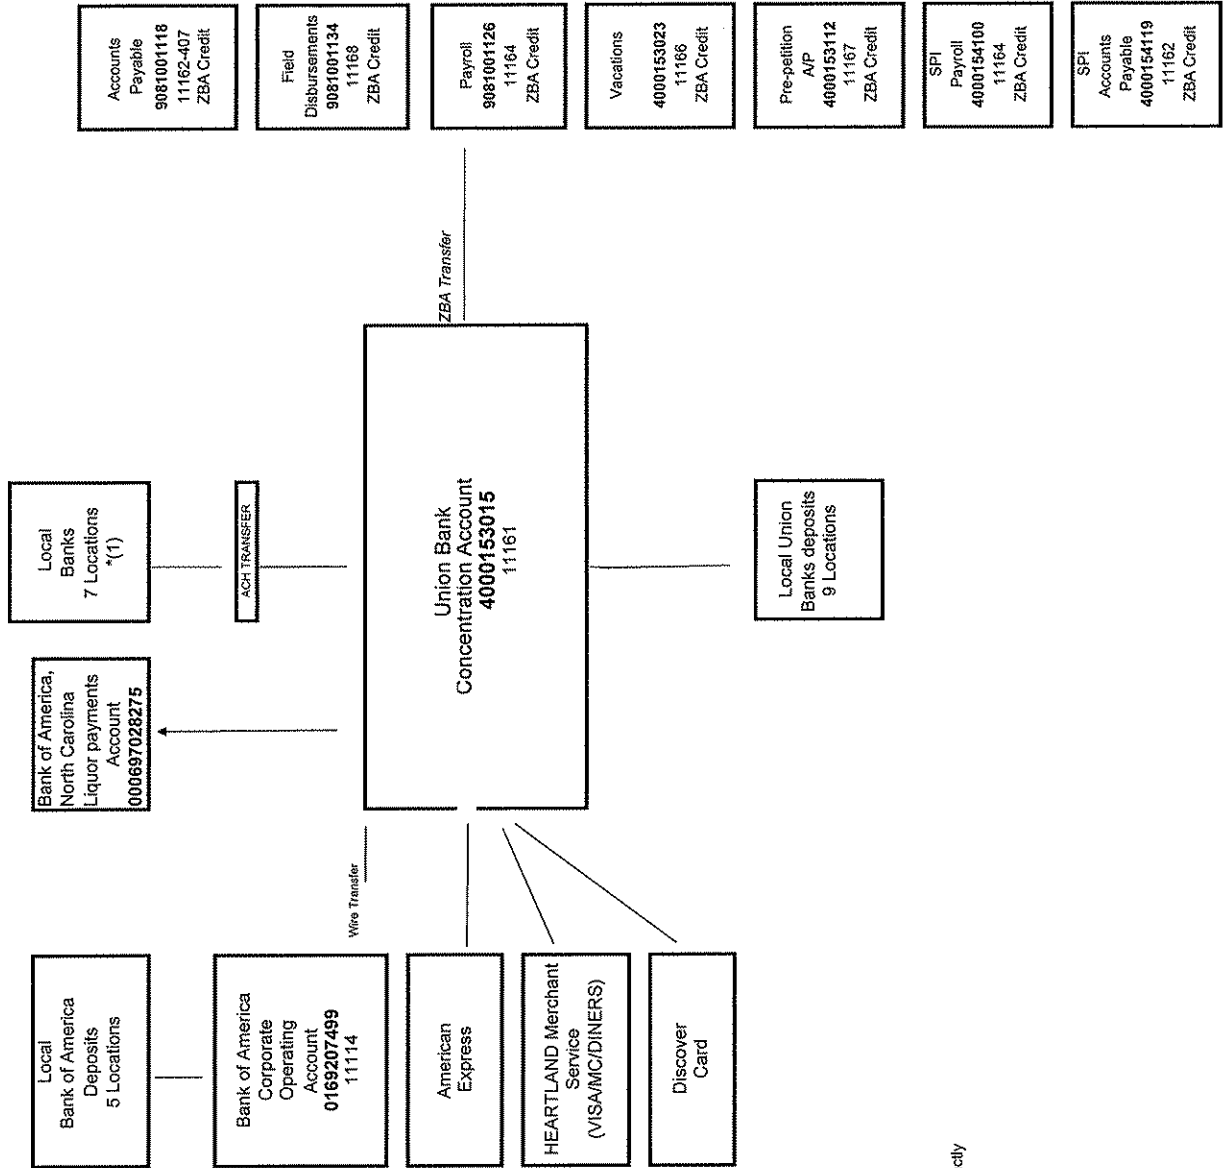 Local
Bank of America
Deposits
5 Locations
Bank of America
Corporate
Operating
Account
0169207499
11114
American
Express
HEARTLAND Merchant
Service
(VISA/MC/DINERS)
Discover
Card
Wire Transfer
Bank of America,
North Carolina
Liquor payments
Account
000697028275
Local
Banks
7 Locations
*(1)
ACH TRANSFER
Union Bank
Concentration Account
4000153015
11161
Local Union
Banks deposits
9 Locations
ZBA Transfer
Accounts
Payable
9081001118
11162-407
ZBA Credit
Field
Disbursements
9081001134
11168
ZBA Credit
Payroll
9081001126
11164
ZBA Credit
Vacations
4000153023
11166
ZBA Credit
Pre-petition
A/P
4000153112
11167
ZBA Credit
SPI
Payroll
4000154100
11164
ZBA Credit
SPI
Accounts
Payable
4000154119
11162
ZBA Credit
ctly